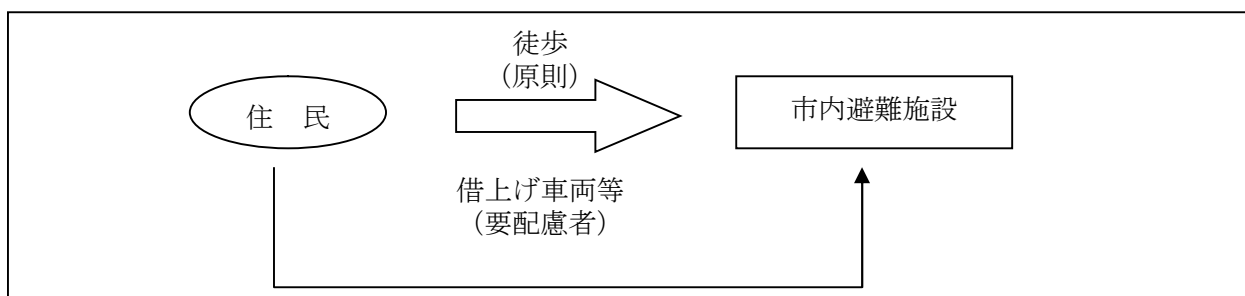 徒歩
（原則）
住　民
市内避難施設
借上げ車両等
（要配慮者）